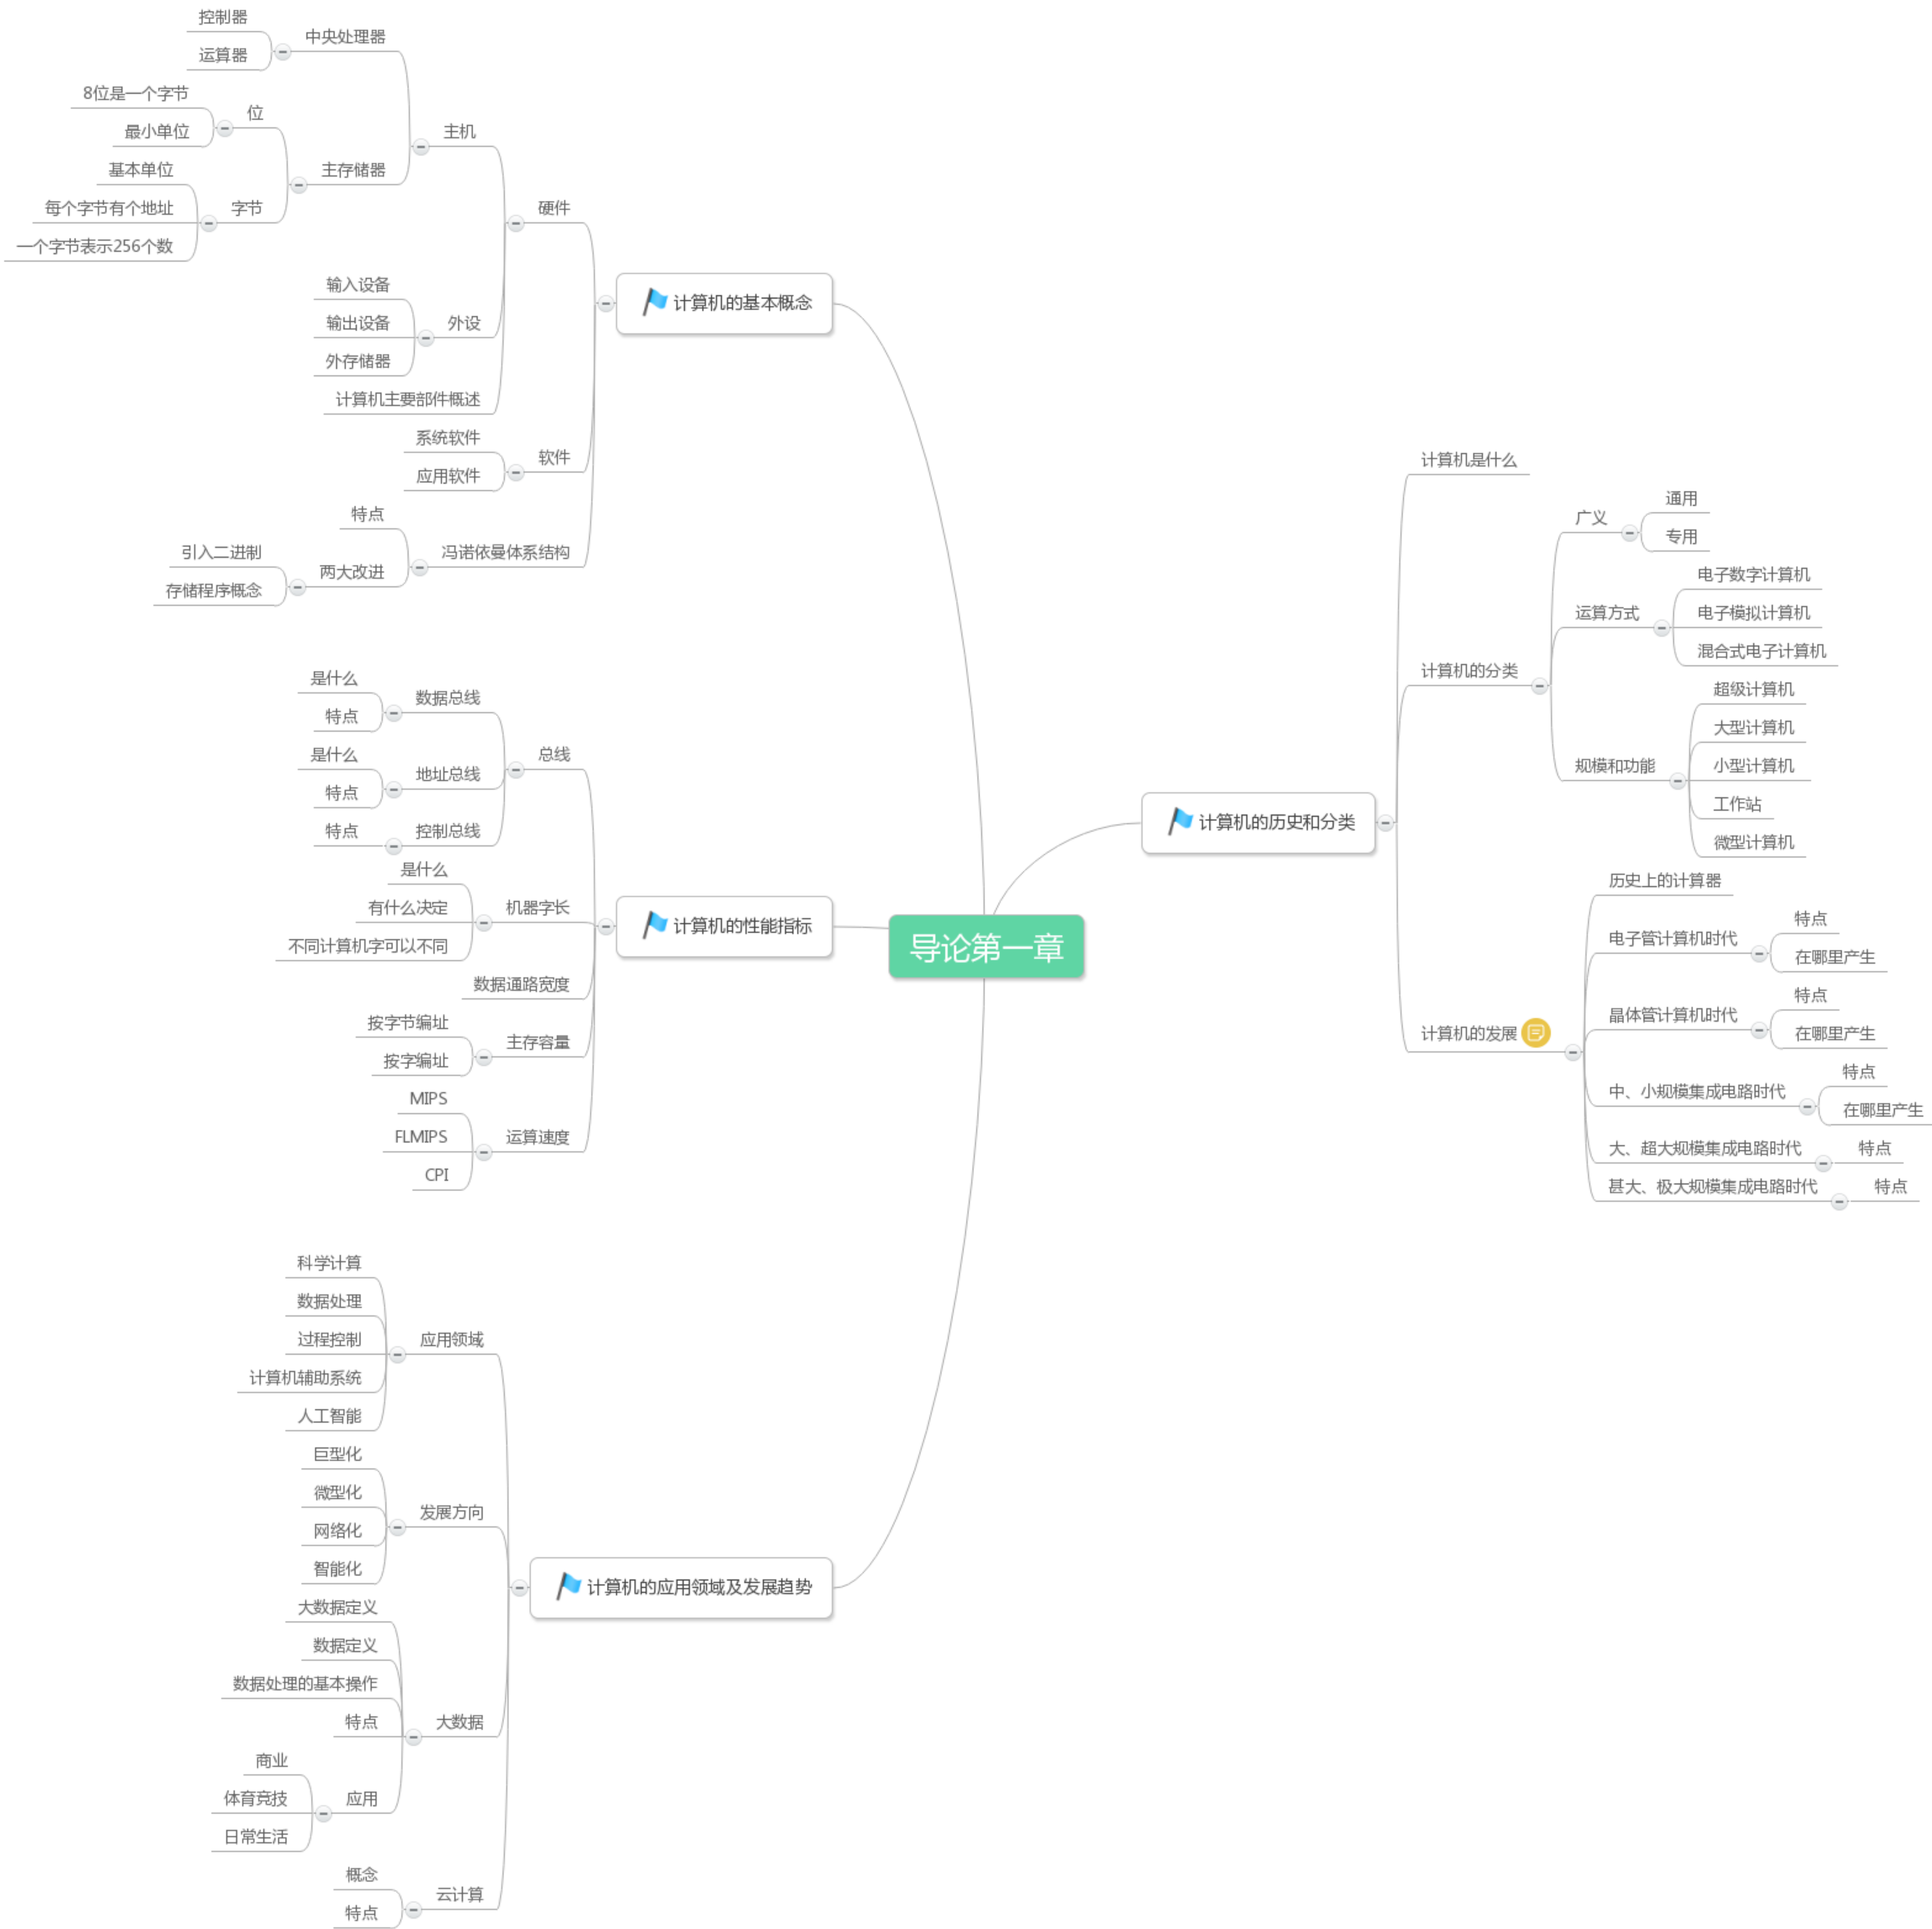 导论第一章
计算机的历史和分类
计算机是什么
计算机的分类
广义
通用
专用
运算方式
电子数字计算机
电子模拟计算机
混合式电子计算机
规模和功能
超级计算机
大型计算机
小型计算机
工作站
微型计算机
计算机的发展
历史上的计算器
电子管计算机时代
特点
在哪里产生
晶体管计算机时代
特点
在哪里产生
中、小规模集成电路时代
特点
在哪里产生
大、超大规模集成电路时代
特点
甚大、极大规模集成电路时代
特点
计算机的基本概念
硬件
主机
中央处理器
控制器
运算器
主存储器
位
8位是一个字节
最小单位
字节
基本单位
每个字节有个地址
一个字节表示256个数
外设
输入设备
输出设备
外存储器
计算机主要部件概述
软件
系统软件
应用软件
冯诺依曼体系结构
特点
两大改进
引入二进制
存储程序概念
计算机的性能指标
总线
数据总线
是什么
特点
地址总线
是什么
特点
控制总线
特点
机器字长
是什么
有什么决定
不同计算机字可以不同
数据通路宽度
主存容量
按字节编址
按字编址
运算速度
MIPS
FLMIPS
CPI
计算机的应用领域及发展趋势
应用领域
科学计算
数据处理
过程控制
计算机辅助系统
人工智能
发展方向
巨型化
微型化
网络化
智能化
大数据
大数据定义
数据定义
数据处理的基本操作
特点
应用
商业
体育竞技
日常生活
云计算
概念
特点